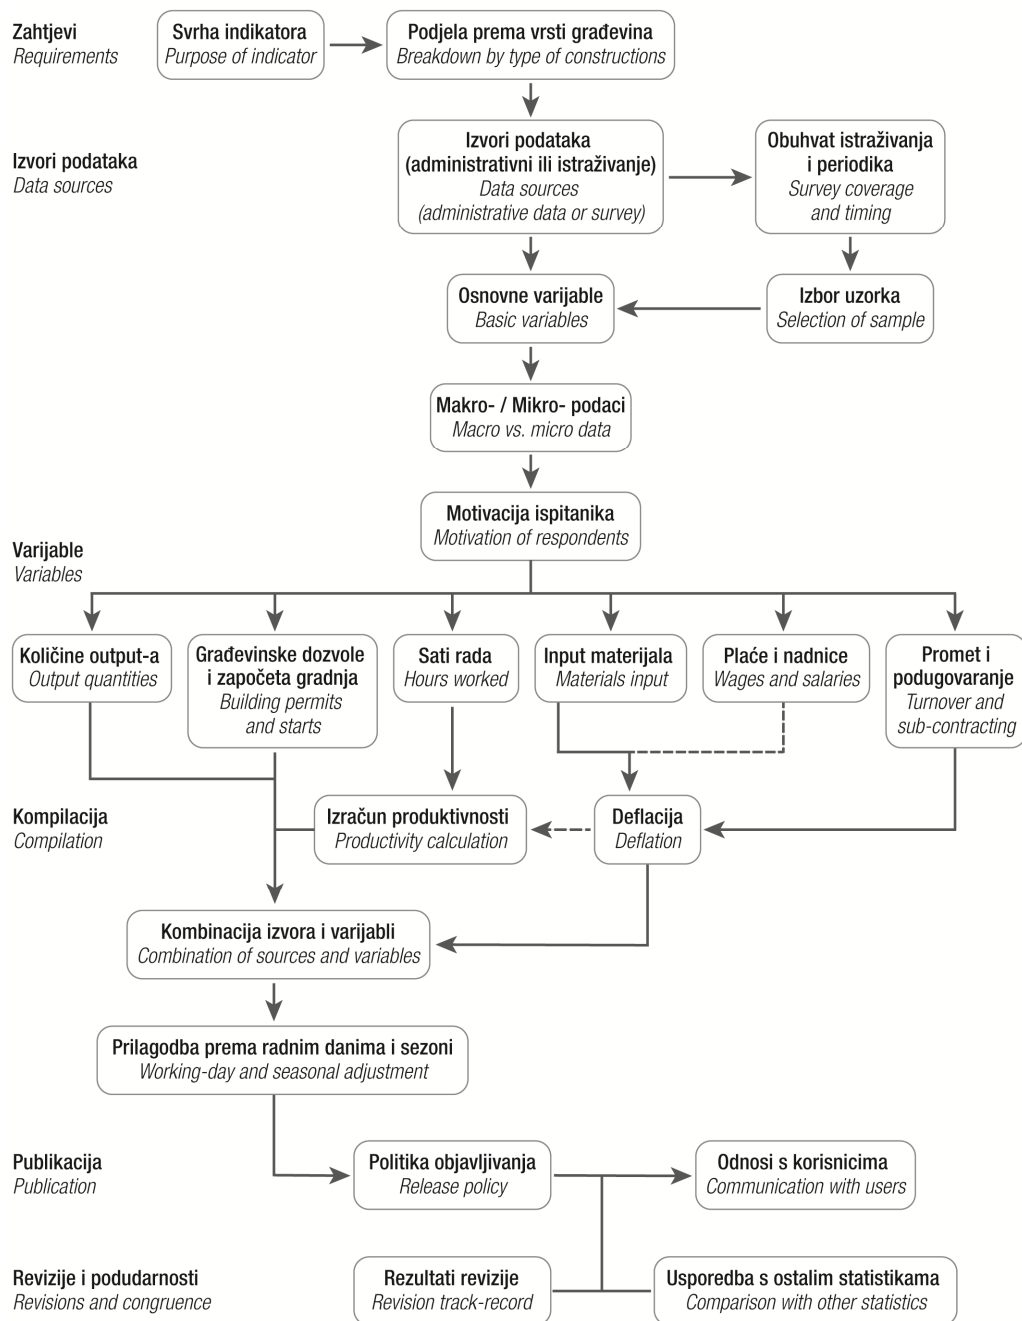 Zahtjevi
Requirements
Svrha indikatora
Purpose of indicator
Podjela prema vrsti građevina
Breakdown by type of constructions
Izvori podataka
Data sources
Izvori podataka
(administrativni ili istraživanje)
Data sources
(administrative data or survey)
Obuhvat istraživanja
i periodika
Survey coverage
and timing
Osnovne varijable
Basic variables
Izbor uzorka
Selection of sample
Makro- / Mikro- podaci
Macro vs. micro data
Motivacija ispitanika
Motivation of respondents
Varijable
Variables
Količine output-a
Output quantities
Građevinske dozvole
i započeta gradnja
Building permits
and starts
Sati rada
Hours worked
Input materijala
Materials input
Plaće i nadnice
Wages and salaries
Promet i
podugovaranje
Turnover and
sub-contracting
Kompilacija
Compilation
Izračun produktivnosti
Productivity calculation
Deflacija
Deflation
Kombinacija izvora i varijabli
Combination of sources and variables
Prilagodba prema radnim danima i sezoni
Working-day and seasonal adjustment
Publikacija
Publication
Politika objavljivanja
Release policy
Odnosi s korisnicima
Communication with users
Revizije i podudarnosti
Revisions and congruence
Rezultati revizije
Revision track-record
Usporedba s ostalim statistikama
Comparison with other statistics